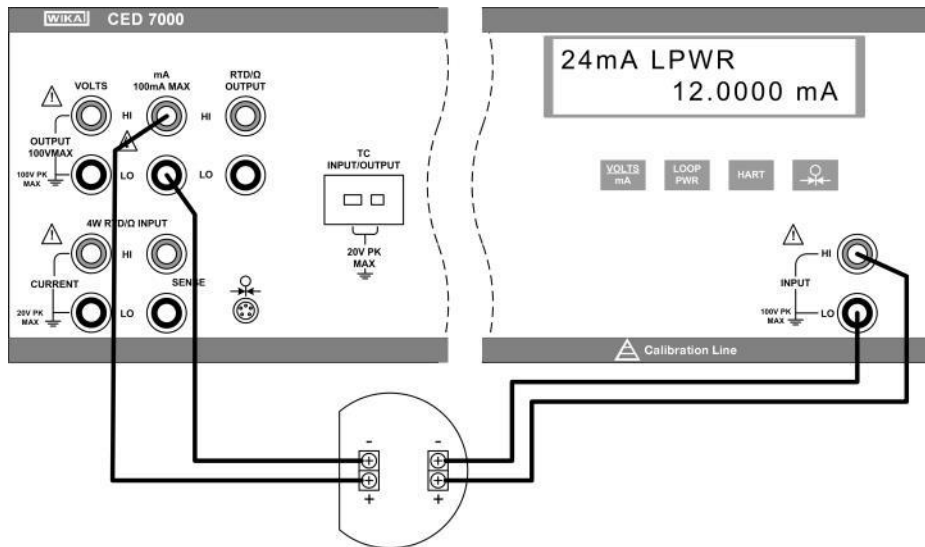 WIKA CED 7000
VOLTS
mA
100mA MAX
RTD/Ω
OUTPUT
HI
HI
OUTPUT
100VMAX
100V PK
MAX
LO
LO
4W RTD/Ω INPUT
HI
CURRENT
SENSE
20V PK
MAX
LO
TC
INPUT/OUTPUT
20V PK
MAX
24mA LPWR
12.0000 mA
VOLTS
mA
LOOP
PWR
HART
HI
INPUT
100V PK
MAX
LO
Calibration Line
-
-
+
+